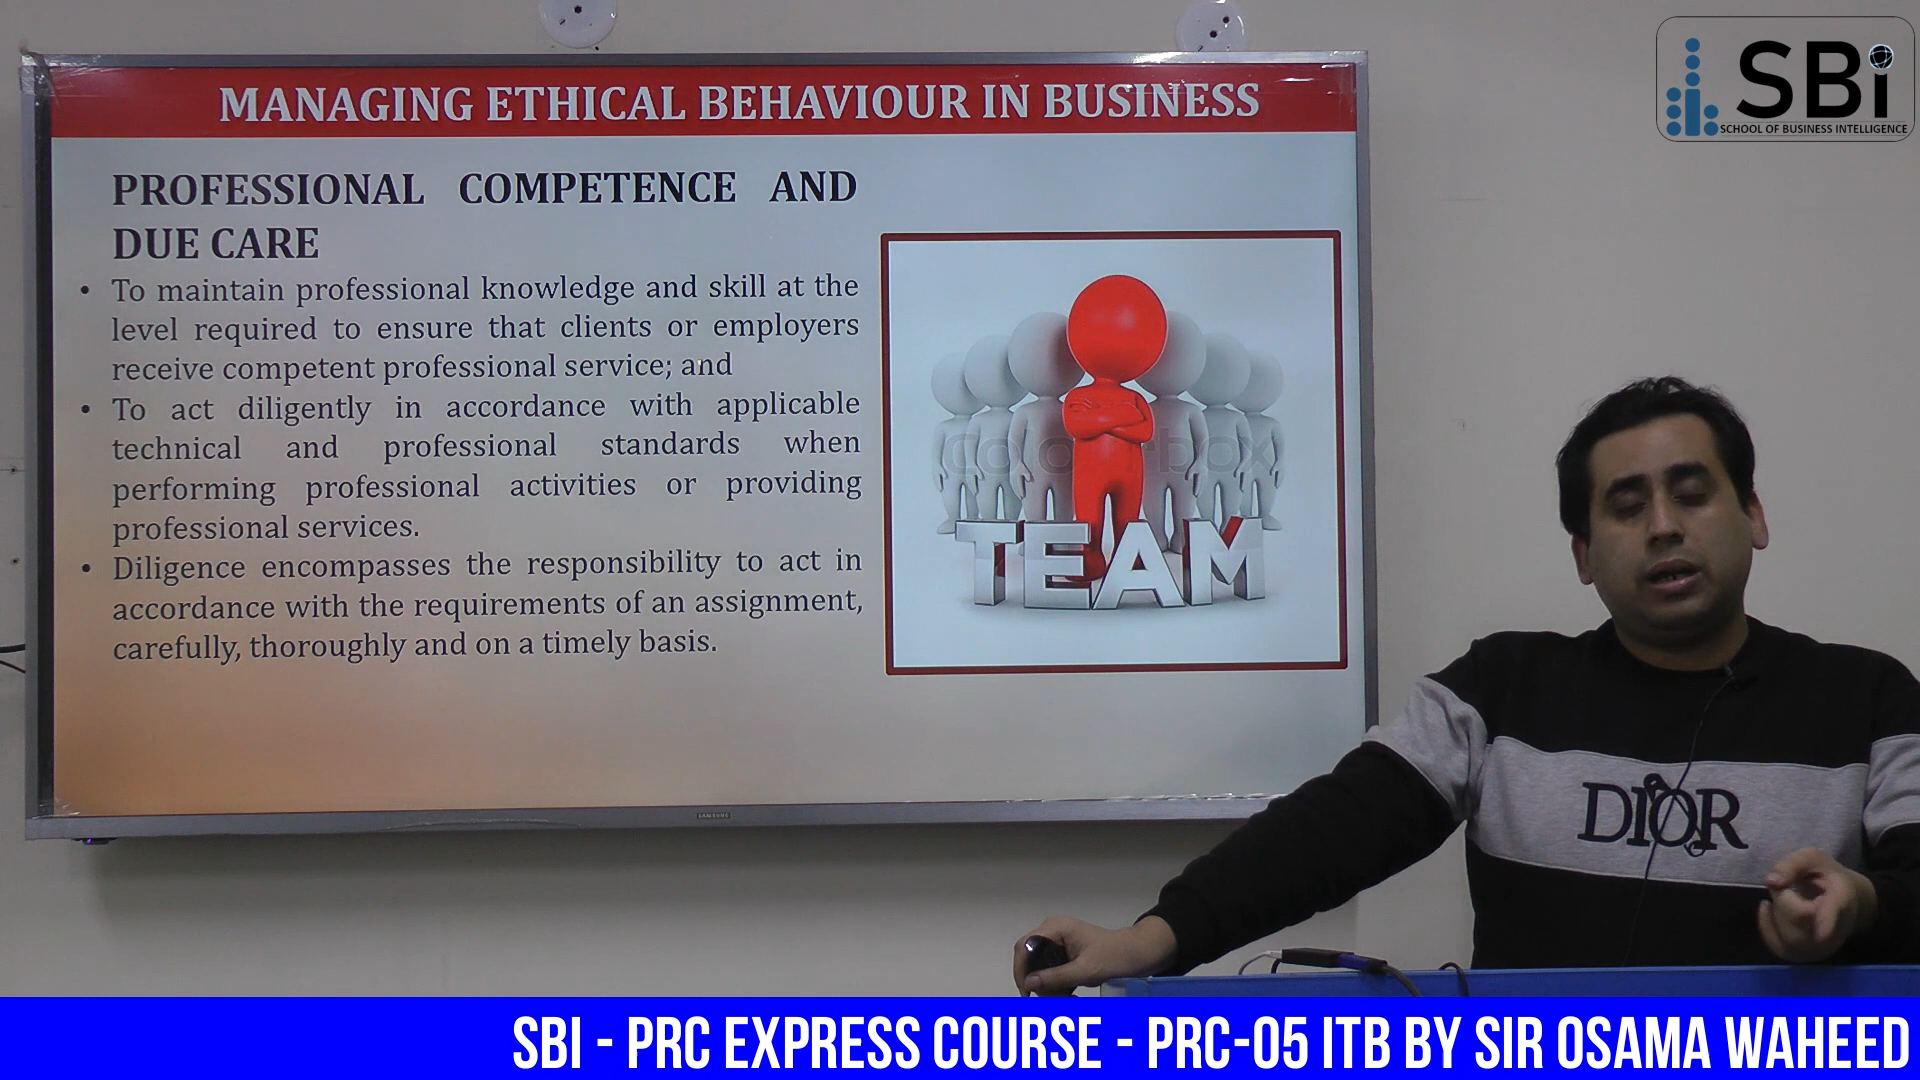 MANAGING ETHICAL BEHAVIOUR IN BUSINESS
SBi
SCHOOL OF BUSINESS INTELLIGENCE
PROFESSIONAL COMPETENCE AND
DUE CARE
• To maintain professional knowledge and skill at the
level required to ensure that clients or employers
receive competent professional service; and
• To act diligently in accordance with applicable
technical and professional standards when
performing professional activities or providing
professional services.
• Diligence encompasses the responsibility to act in
accordance with the requirements of an assignment,
carefully, thoroughly and on a timely basis.
colorbox
TEAM
SAMSUNG
DIOR
SBI - PRC EXPRESS COURSE - PRC-05 ITB BY SIR OSAMA WAHEED